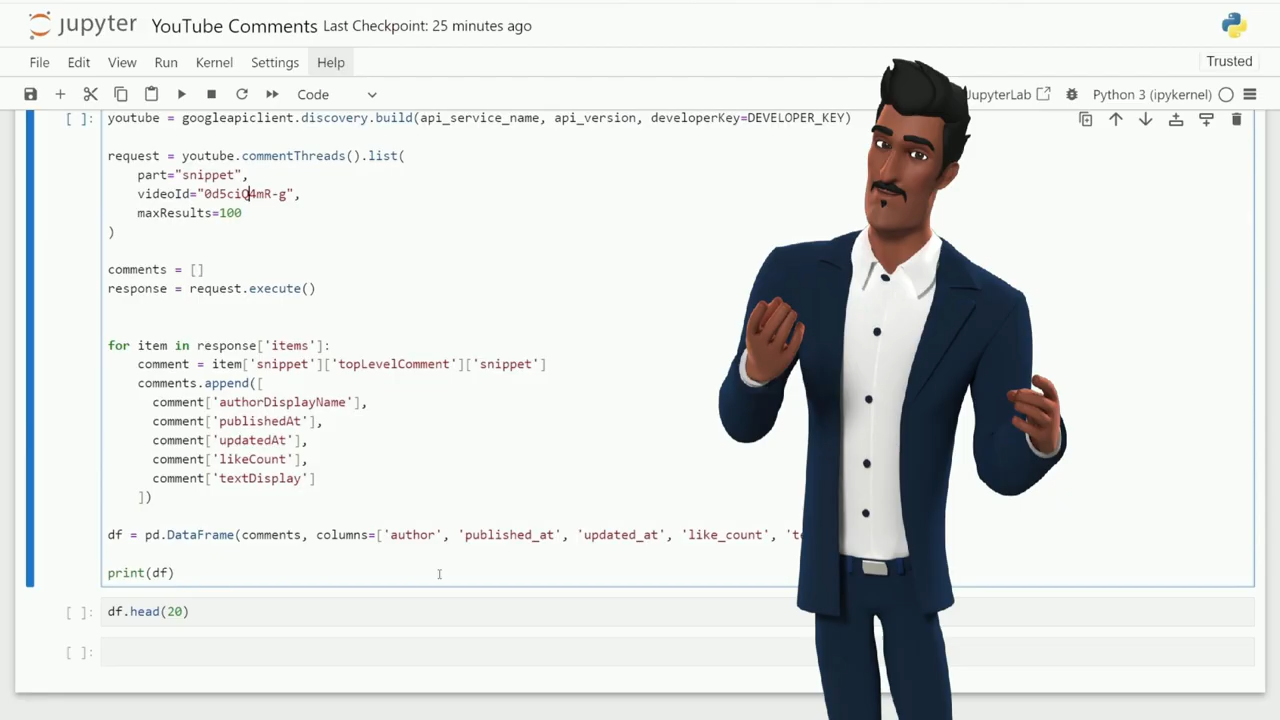 jupyter YouTube Comments Last Checkpoint: 25 minutes ago
File Edit View Run Kernel Settings Help Trusted
Code JupyterLab Python 3 (ipykernel)
[ ]: youtube = googleapiclient.discovery.build(api_service_name, api_version, developerKey=DEVELOPER_KEY)
request = youtube.commentThreads().list(
part="snippet",
videoId="0d5ciQ4mR-g",
maxResults=100
)
comments = []
response = request.execute()
for item in response['items']:
comment = item['snippet']['topLevelComment']['snippet']
comments.append([
comment['authorDisplayName'],
comment['publishedAt'],
comment['updatedAt'],
comment['likeCount'],
comment['textDisplay']
])
df = pd.DataFrame(comments, columns=['author', 'published_at', 'updated_at', 'like_count',
print(df)
[ ]: df.head(20)
[ ]: